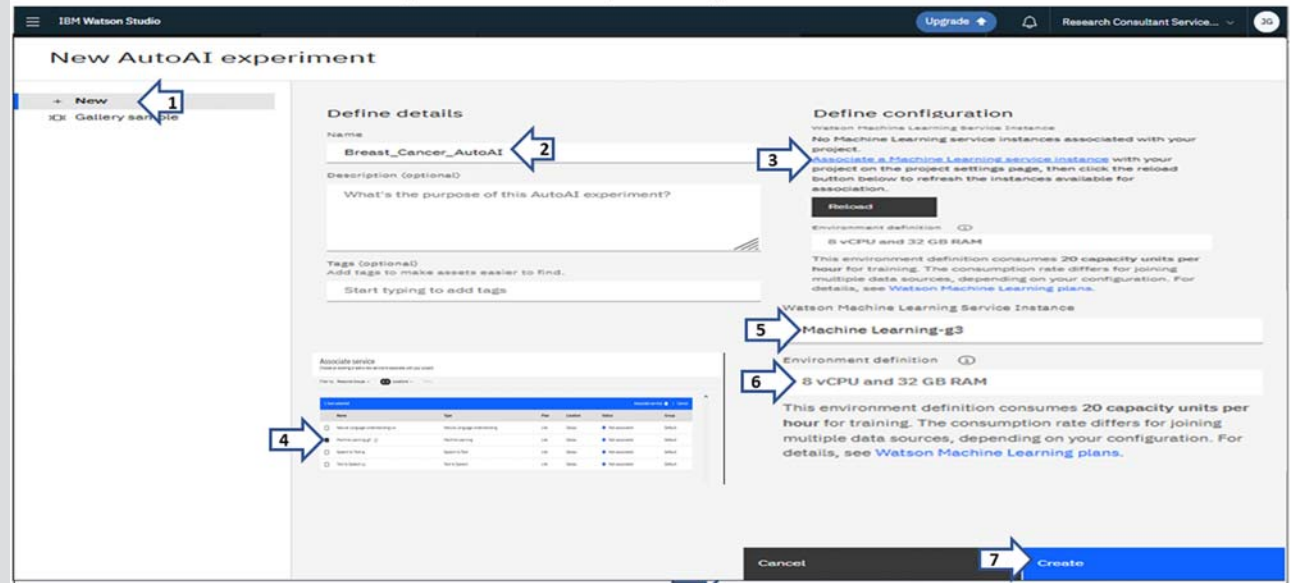 IBM Watson Studio
Upgrade
Research Consultant Service...
JG
New AutoAI experiment
+ New
1
Gallery sample
Define details
Name
Breast_Cancer_AutoAI
2
Description (optional)
What's the purpose of this AutoAI experiment?
Tags (optional)
Add tags to make assets easier to find.
Start typing to add tags
Define configuration
Watson Machine Learning Service Instance
No Machine Learning service instances associated with your
project.
3
Associate a Machine Learning service instance with your
project on the project settings page, then click the reload
button below to refresh the instances available for
association.
Reload
Environment definition
8 vCPU and 32 GB RAM
This environment definition consumes 20 capacity units per
hour for training. The consumption rate differs for joining
multiple data sources, depending on your configuration. For
details, see Watson Machine Learning plans.
Associate service
Name Type Plan Location Status Group
4
Watson Machine Learning Service Instance
5
Machine Learning-g3
Environment definition
6
8 vCPU and 32 GB RAM
This environment definition consumes 20 capacity units per
hour for training. The consumption rate differs for joining
multiple data sources, depending on your configuration. For
details, see Watson Machine Learning plans.
Cancel
7
Create